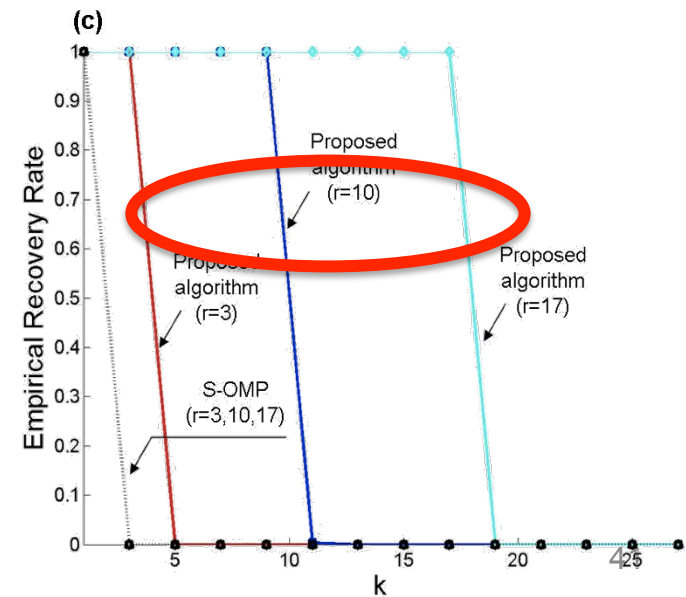 (c)
1
0.9
0.8
0.7
0.6
0.5
0.4
0.3
0.2
0.1
0
Empirical Recovery Rate
Proposed
algorithm
(r=10)
Proposed
algorithm
(r=3)
Proposed
algorithm
(r=17)
S-OMP
(r=3,10,17)
5
10
15
20
25
k